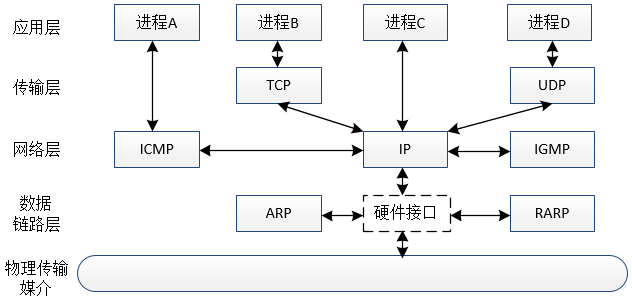 应用层
进程A
进程B
进程C
进程D
传输层
TCP
UDP
网络层
ICMP
IP
IGMP
数据
链路层
ARP
硬件接口
RARP
物理传输
媒介